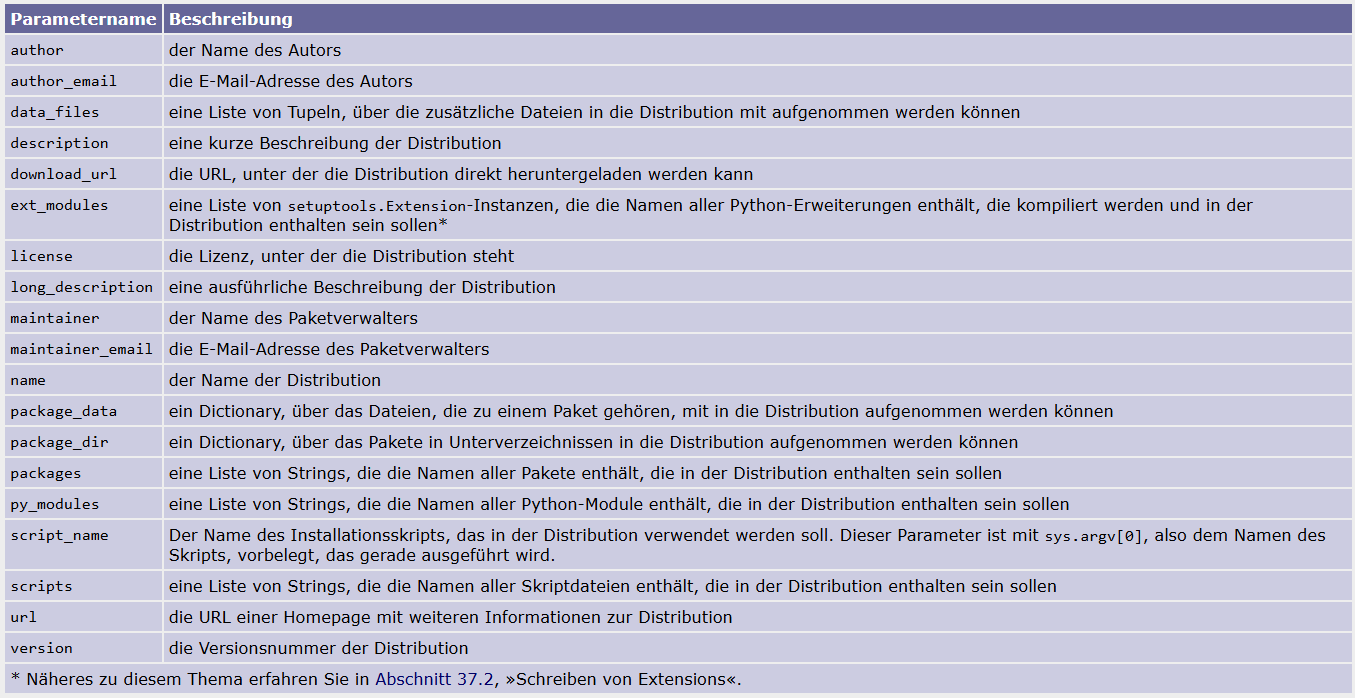 Parametername Beschreibung
author der Name des Autors
author_email die E-Mail-Adresse des Autors
data_files eine Liste von Tupeln, über die zusätzliche Dateien in die Distribution mit aufgenommen werden können
description eine kurze Beschreibung der Distribution
download_url die URL, unter der die Distribution direkt heruntergeladen werden kann
ext_modules eine Liste von setuptools.Extension-Instanzen, die die Namen aller Python-Erweiterungen enthält, die kompiliert werden und in der
Distribution enthalten sein sollen*
license die Lizenz, unter der die Distribution steht
long_description eine ausführliche Beschreibung der Distribution
maintainer der Name des Paketverwalters
maintainer_email die E-Mail-Adresse des Paketverwalters
name der Name der Distribution
package_data ein Dictionary, über das Dateien, die zu einem Paket gehören, mit in die Distribution aufgenommen werden können
package_dir ein Dictionary, über das Pakete in Unterverzeichnissen in die Distribution aufgenommen werden können
packages eine Liste von Strings, die die Namen aller Pakete enthält, die in der Distribution enthalten sein sollen
py_modules eine Liste von Strings, die die Namen aller Python-Module enthält, die in der Distribution enthalten sein sollen
script_name Der Name des Installationsskripts, das in der Distribution verwendet werden soll. Dieser Parameter ist mit sys.argv[0], also dem Namen des
Skripts, vorbelegt, das gerade ausgeführt wird.
scripts eine Liste von Strings, die die Namen aller Skriptdateien enthält, die in der Distribution enthalten sein sollen
url die URL einer Homepage mit weiteren Informationen zur Distribution
version die Versionsnummer der Distribution
* Näheres zu diesem Thema erfahren Sie in Abschnitt 37.2, »Schreiben von Extensions«.